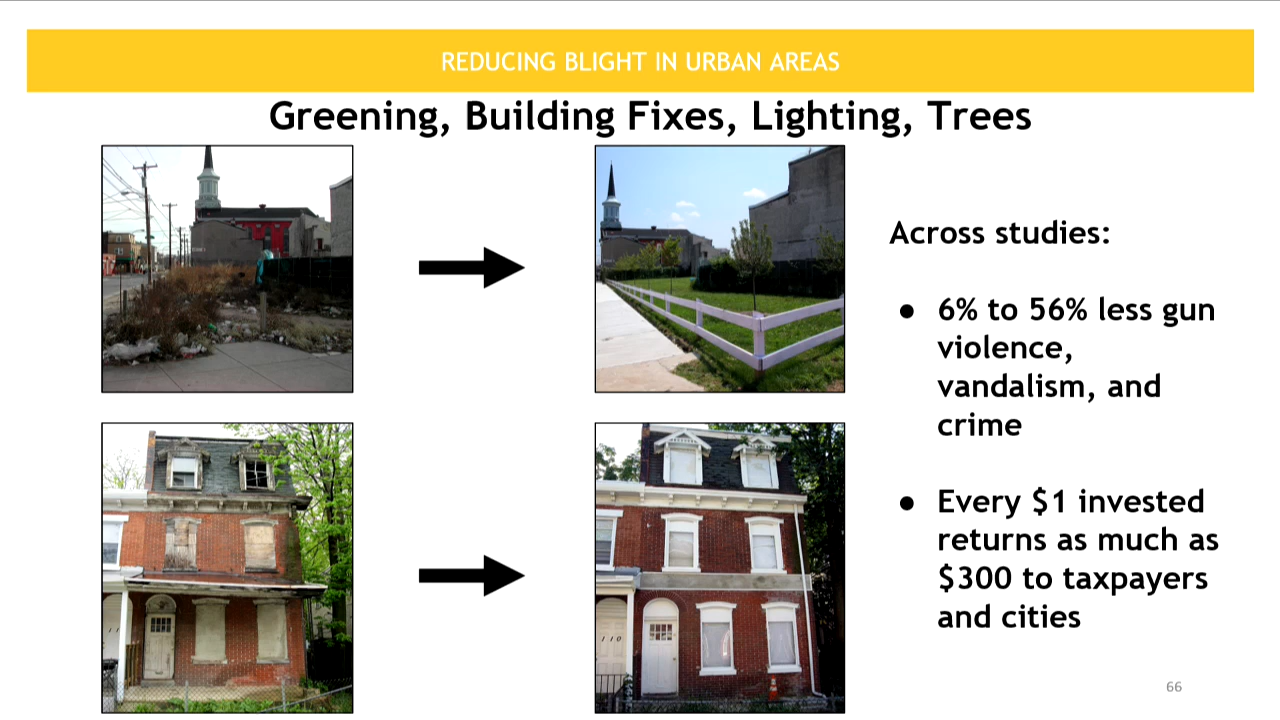 REDUCING BLIGHT IN URBAN AREAS
Greening, Building Fixes, Lighting, Trees
Across studies:
● 6% to 56% less gun
violence,
vandalism, and
crime
● Every $1 invested
returns as much as
$300 to taxpayers
and cities
110
66